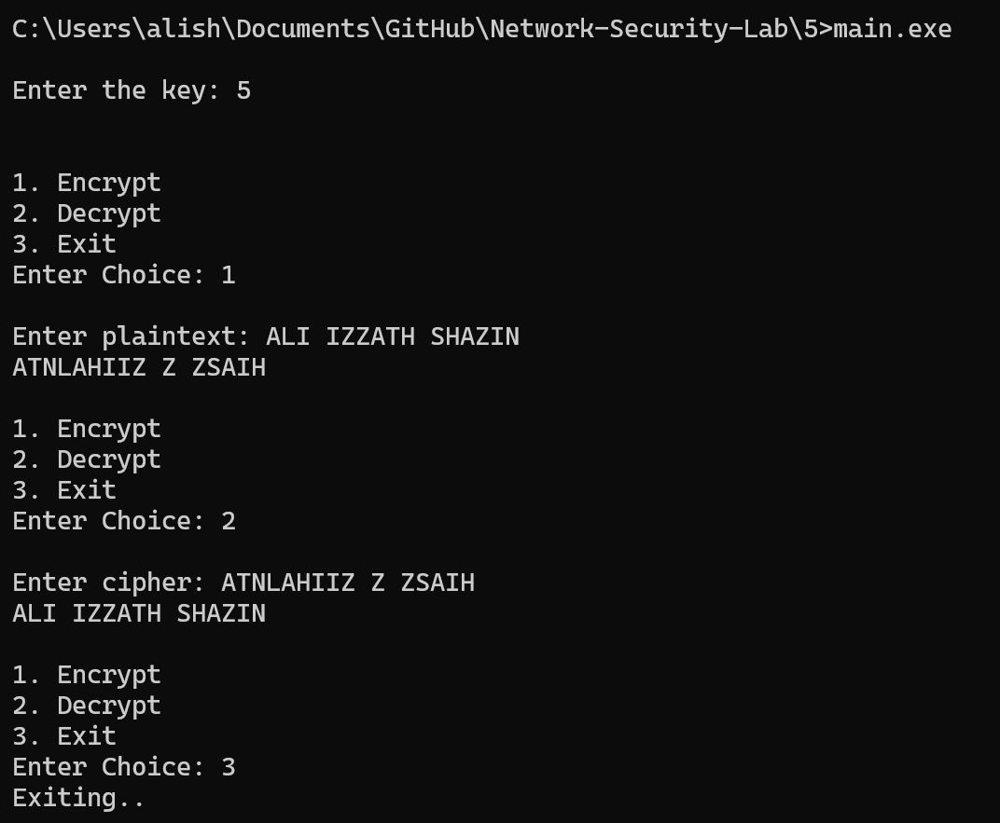 C:\Users\alish\Documents\GitHub\Network-Security-Lab\5>main.exe
Enter the key: 5
1. Encrypt
2. Decrypt
3. Exit
Enter Choice: 1
Enter plaintext: ALI IZZATH SHAZIN
ATNLAHIIZ Z ZSAIH
1. Encrypt
2. Decrypt
3. Exit
Enter Choice: 2
Enter cipher: ATNLAHIIZ Z ZSAIH
ALI IZZATH SHAZIN
1. Encrypt
2. Decrypt
3. Exit
Enter Choice: 3
Exiting..